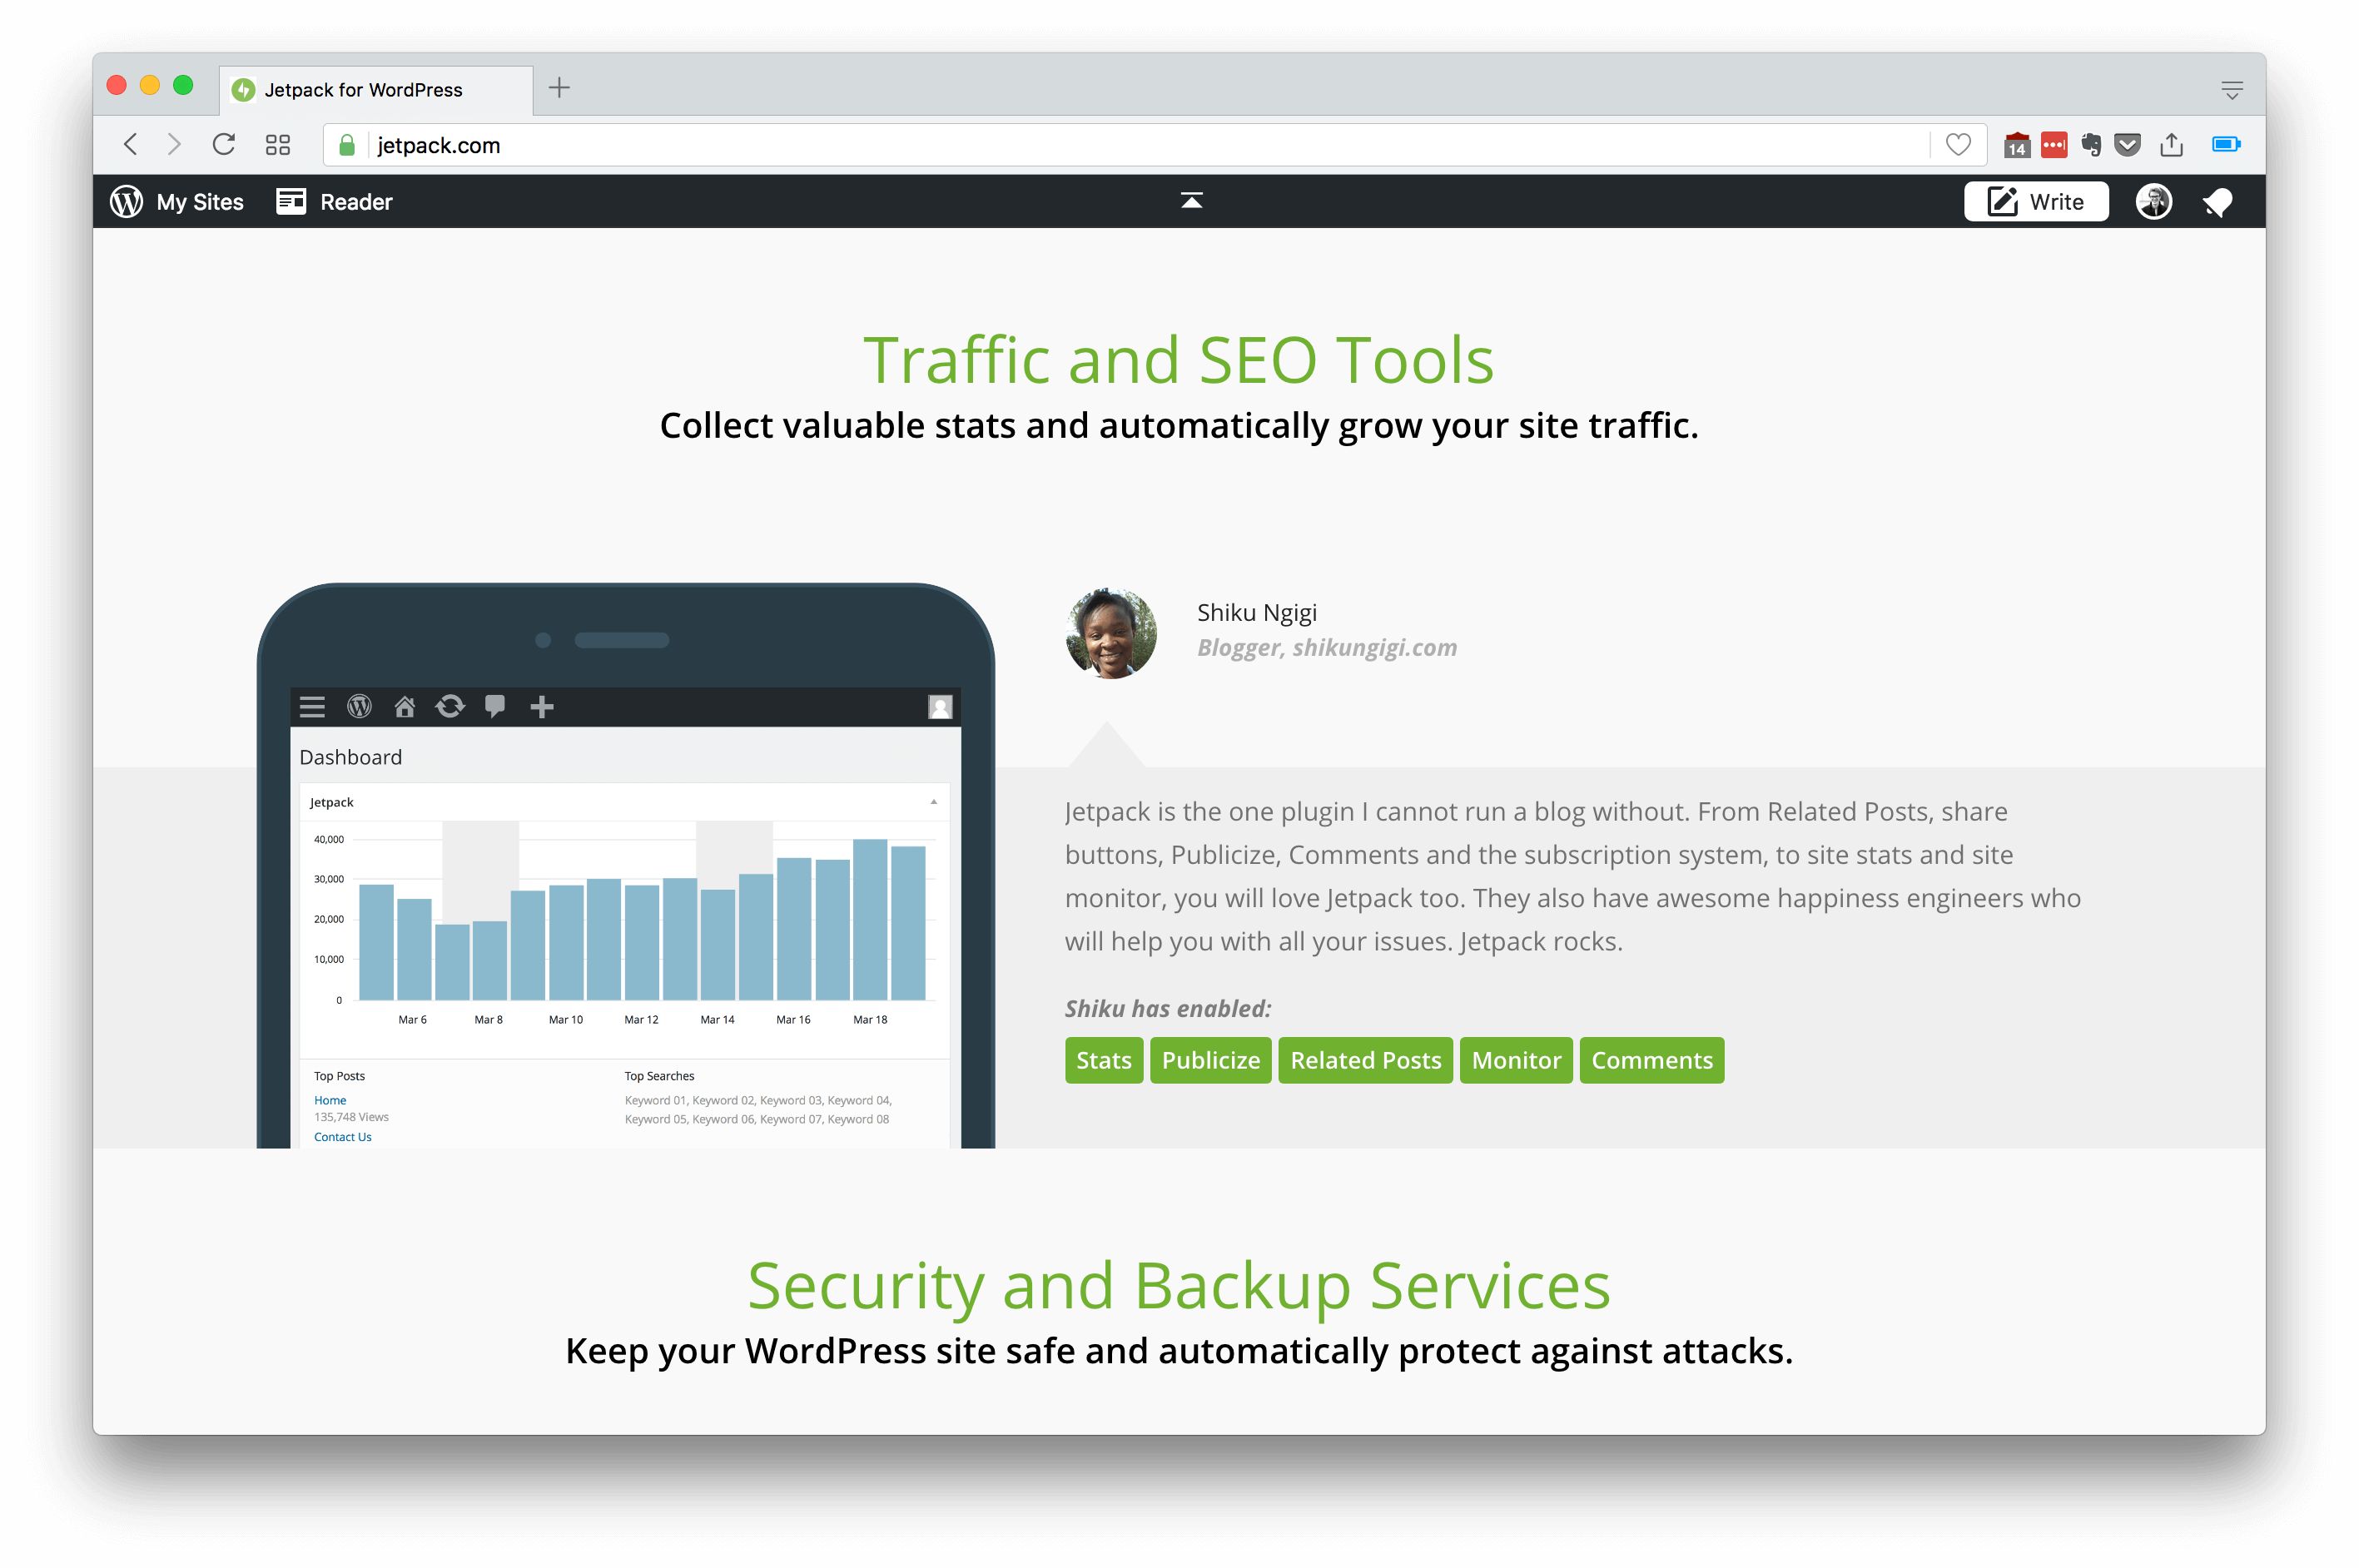 Jetpack for WordPress
jetpack.com
14
My Sites
Reader
Write
Traffic and SEO Tools
Collect valuable stats and automatically grow your site traffic.
Dashboard
Jetpack
40,000
30,000
20,000
10,000
0
Mar 6 Mar 8 Mar 10 Mar 12 Mar 14 Mar 16 Mar 18
Top Posts
Home
135,748 Views
Contact Us
Top Searches
Keyword 01, Keyword 02, Keyword 03, Keyword 04,
Keyword 05, Keyword 06, Keyword 07, Keyword 08
Shiku Ngigi
Blogger, shikungigi.com
Jetpack is the one plugin I cannot run a blog without. From Related Posts, share
buttons, Publicize, Comments and the subscription system, to site stats and site
monitor, you will love Jetpack too. They also have awesome happiness engineers who
will help you with all your issues. Jetpack rocks.
Shiku has enabled:
Stats Publicize Related Posts Monitor Comments
Security and Backup Services
Keep your WordPress site safe and automatically protect against attacks.